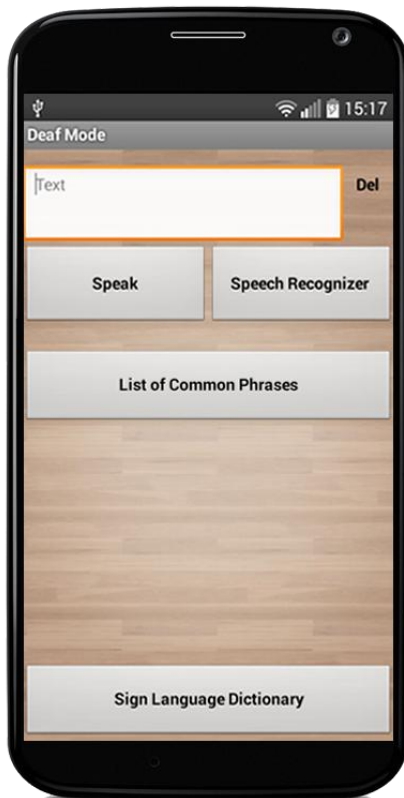 15:17
Deaf Mode
Text Del
Speak Speech Recognizer
List of Common Phrases
Sign Language Dictionary